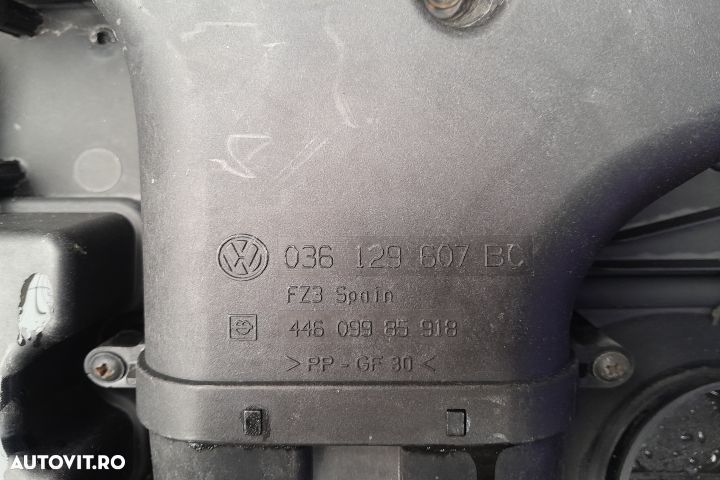 036 129 607 BC
FZ3 Spain
446 099 85 918
>PP-GF 30<
AUTOVIT.RO